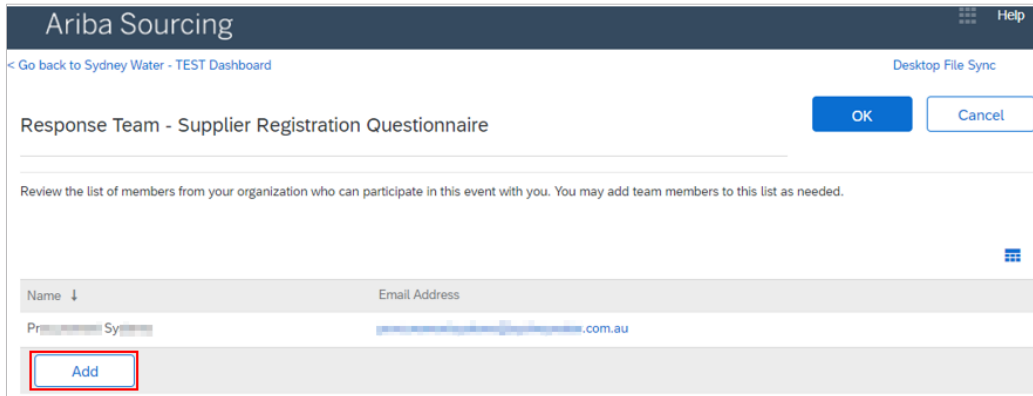 Ariba Sourcing
Help
< Go back to Sydney Water - TEST Dashboard
Desktop File Sync
Response Team - Supplier Registration Questionnaire
OK
Cancel
Review the list of members from your organization who can participate in this event with you. You may add team members to this list as needed.
Name ↓
Email Address
.com.au
Add